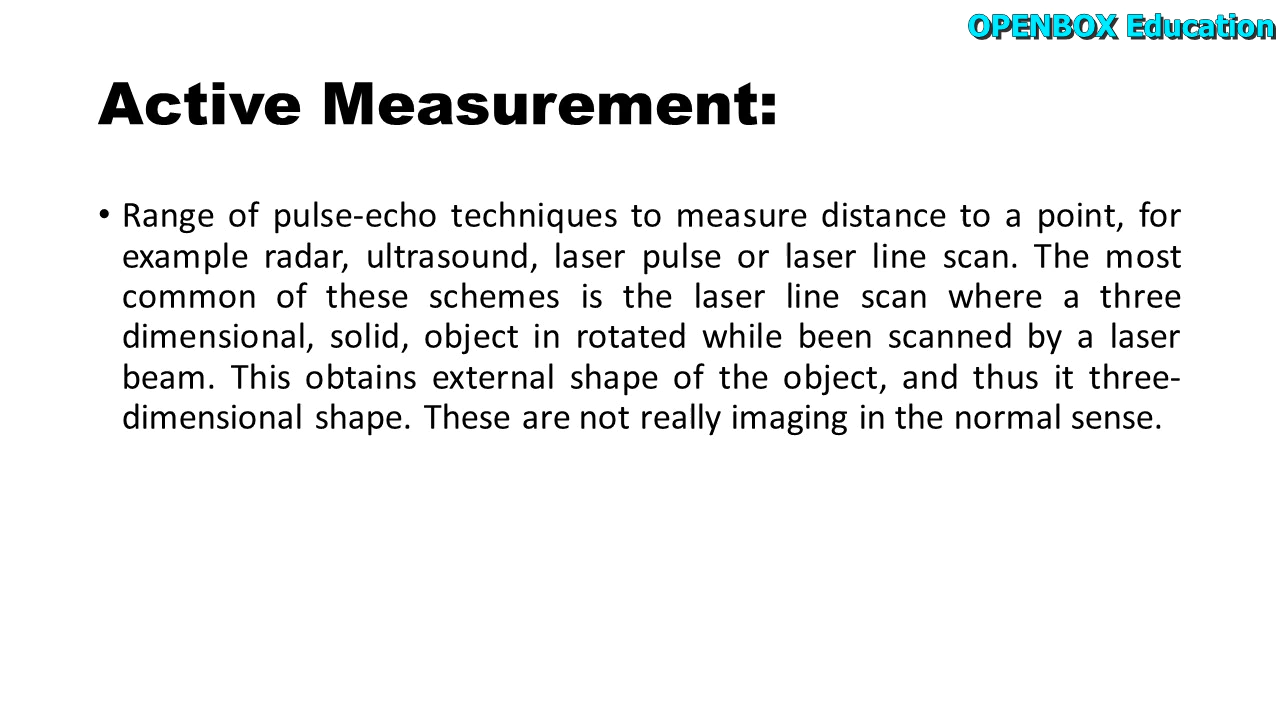 OPENBOX Education
Active Measurement:
• Range of pulse-echo techniques to measure distance to a point, for
example radar, ultrasound, laser pulse or laser line scan. The most
common of these schemes is the laser line scan where a three
dimensional, solid, object in rotated while been scanned by a laser
beam. This obtains external shape of the object, and thus it three-
dimensional shape. These are not really imaging in the normal sense.